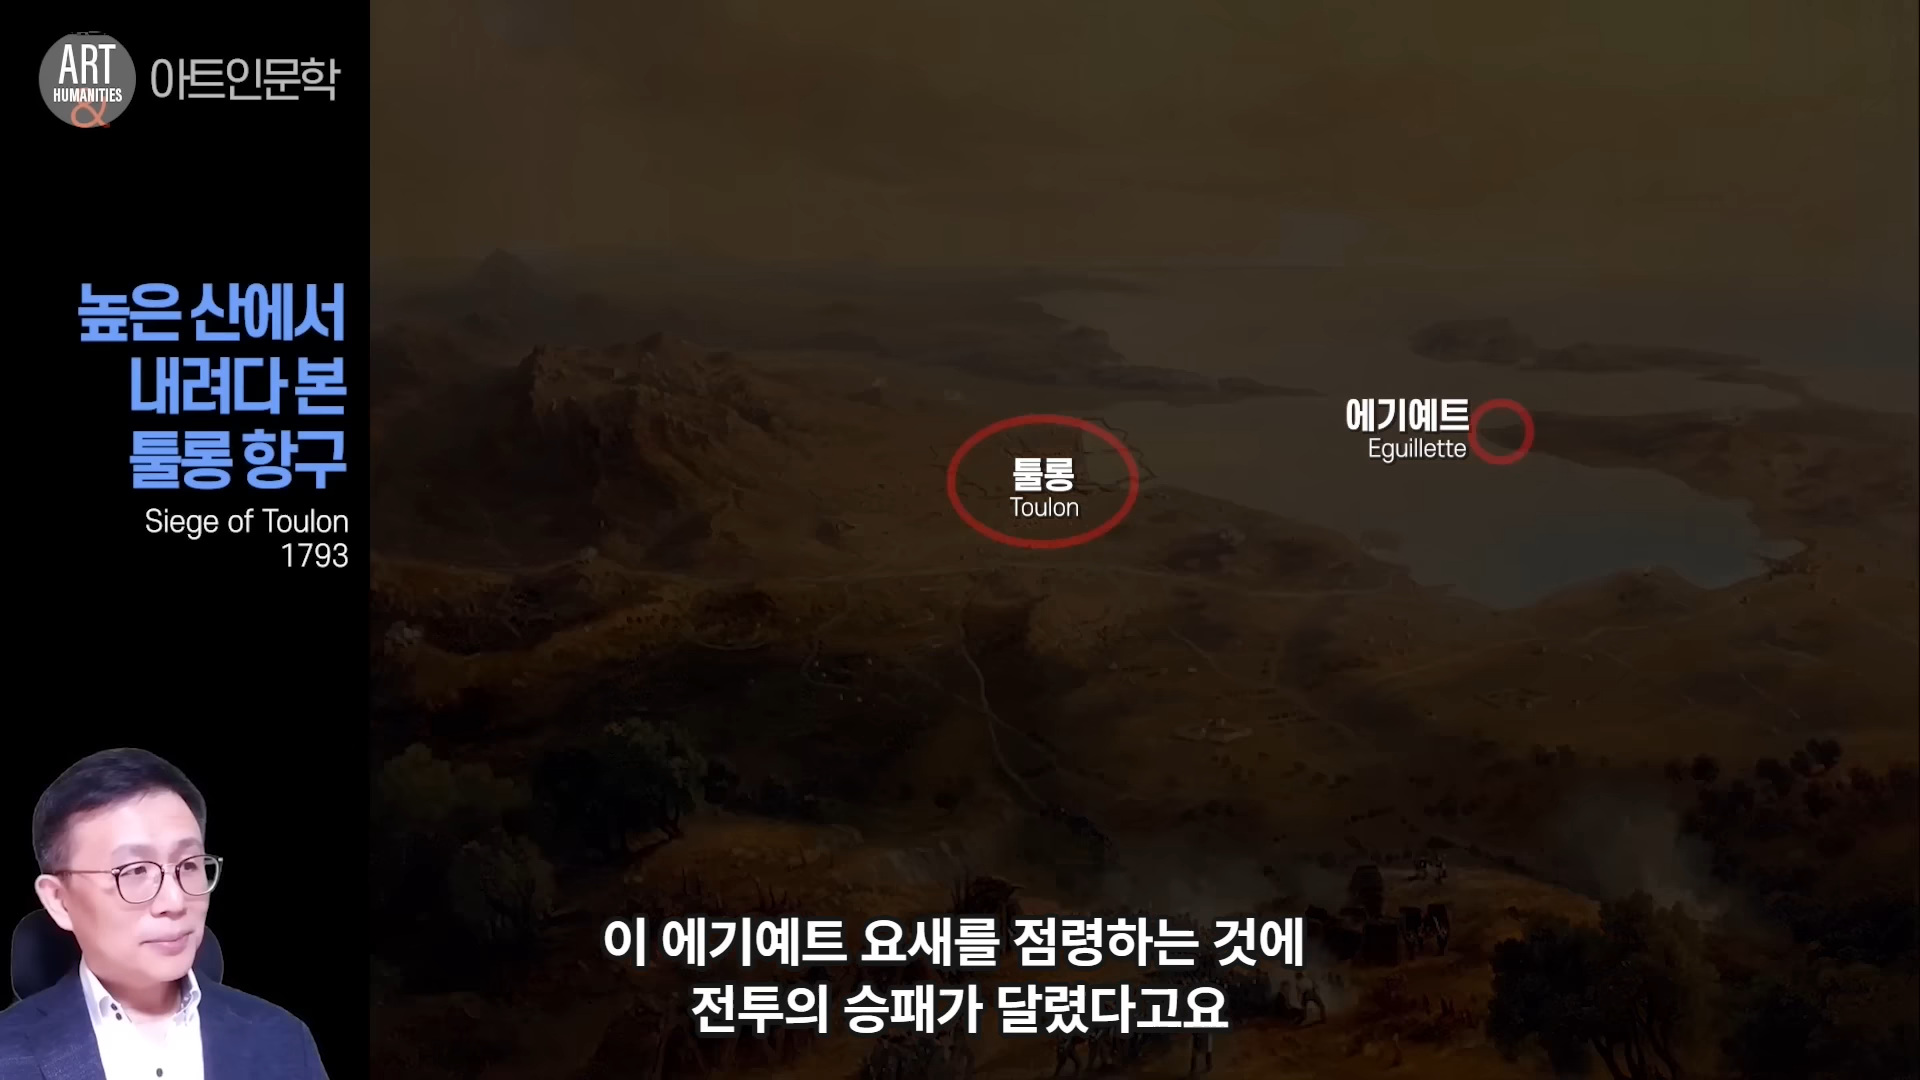 ART
HUMANITIES
&
아트인문학
높은 산에서
내려다 본
툴롱 항구
Siege of Toulon
1793
에기예트
Eguillette
툴롱
Toulon
이 에기예트 요새를 점령하는 것에
전투의 승패가 달렸다고요